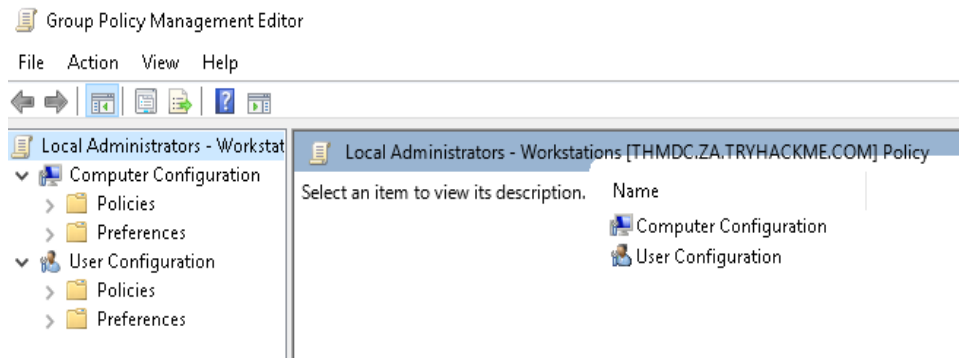 Group Policy Management Editor
File Action View Help
Local Administrators - Workstat
Computer Configuration
Policies
Preferences
User Configuration
Policies
Preferences
Local Administrators - Workstations [THMDC.ZA.TRYHACKME.COM] Policy
Select an item to view its description.
Name
Computer Configuration
User Configuration